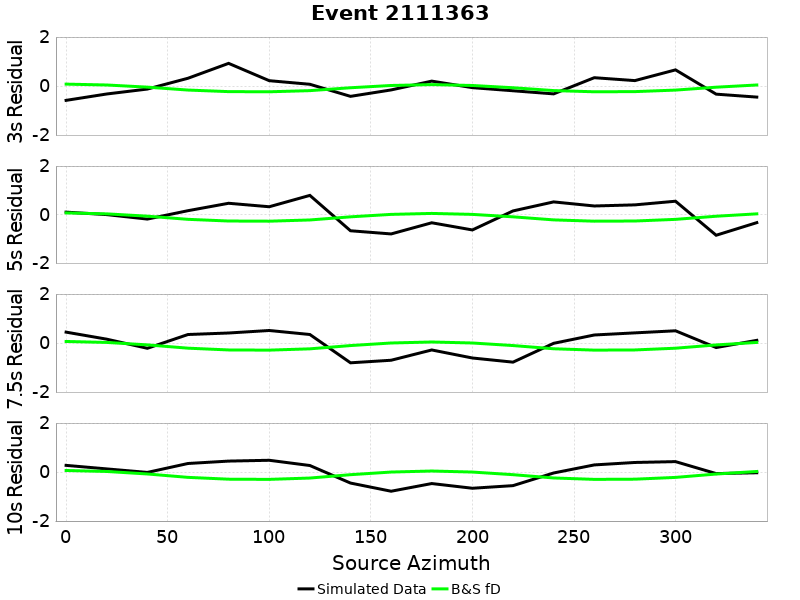 Event 2111363
3s Residual
2
0
-2
5s Residual
2
0
-2
7.5s Residual
2
0
-2
10s Residual
2
0
-2
0 50 100 150 200 250 300
Source Azimuth
Simulated Data B&S fD